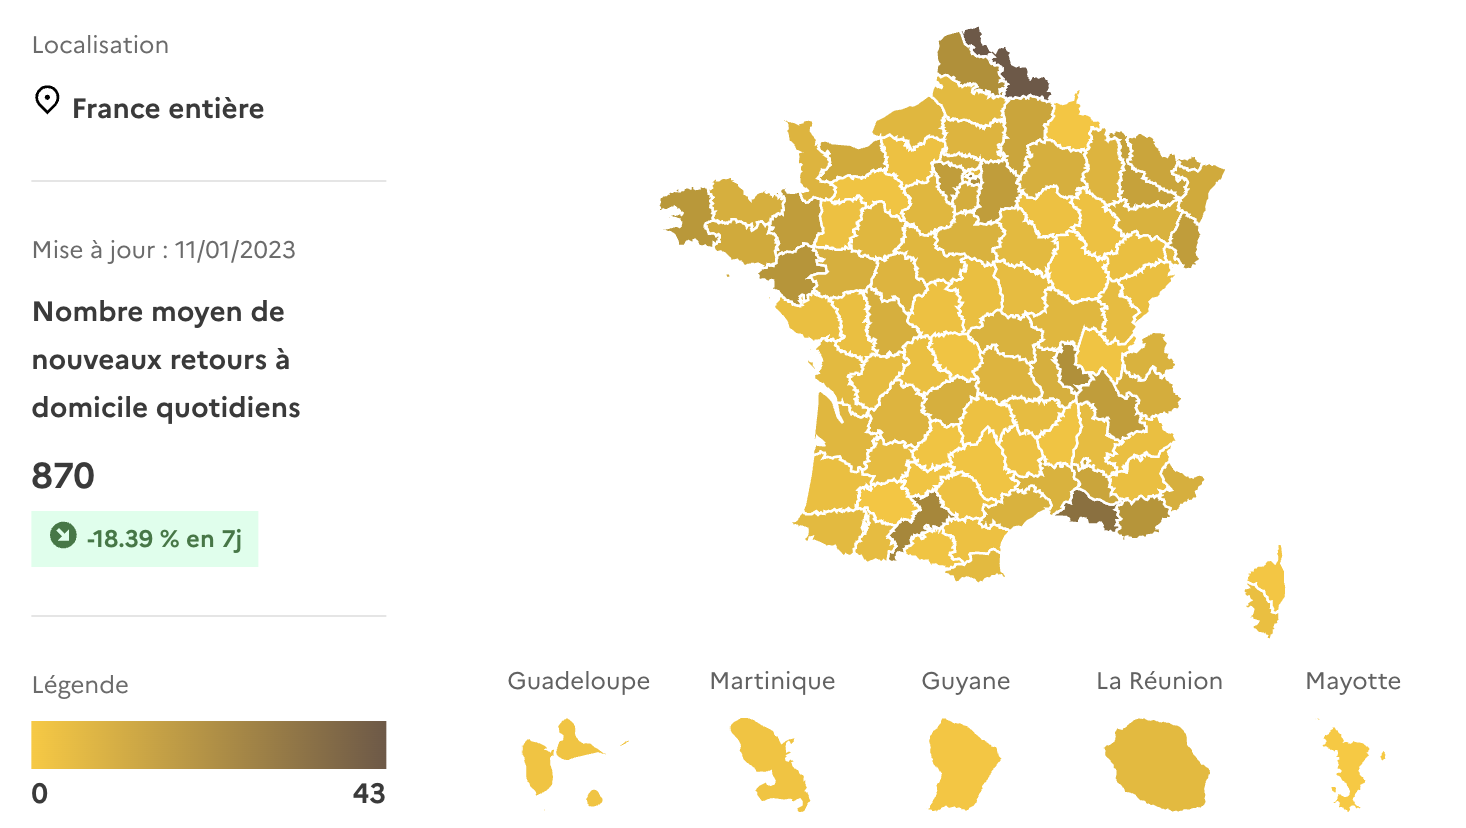 Localisation
France entière
Mise à jour : 11/01/2023
Nombre moyen de
nouveaux retours à
domicile quotidiens
870
-18.39 % en 7j
Légende
0 43
Guadeloupe Martinique Guyane La Réunion Mayotte